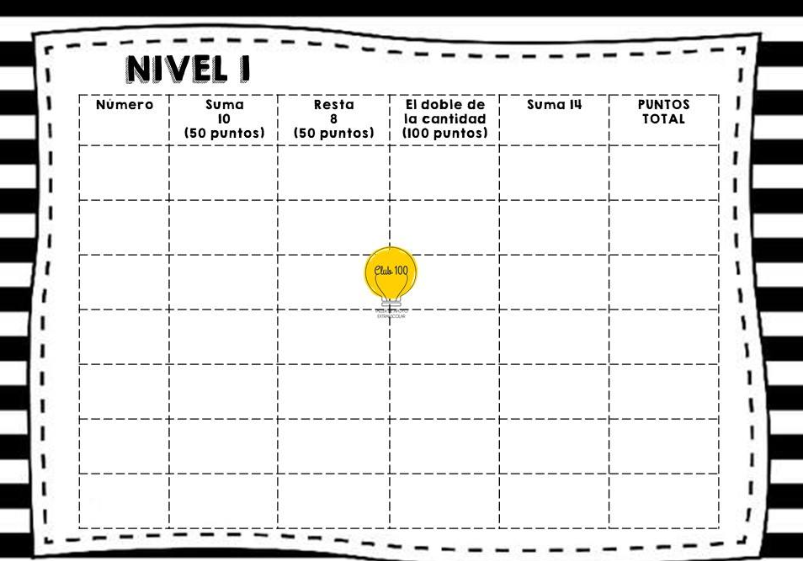 NIVEL 1
Número
Suma
10
(50 puntos)
Resta
8
(50 puntos)
El doble de
la cantidad
(100 puntos)
Suma 14
PUNTOS
TOTAL
Club 100